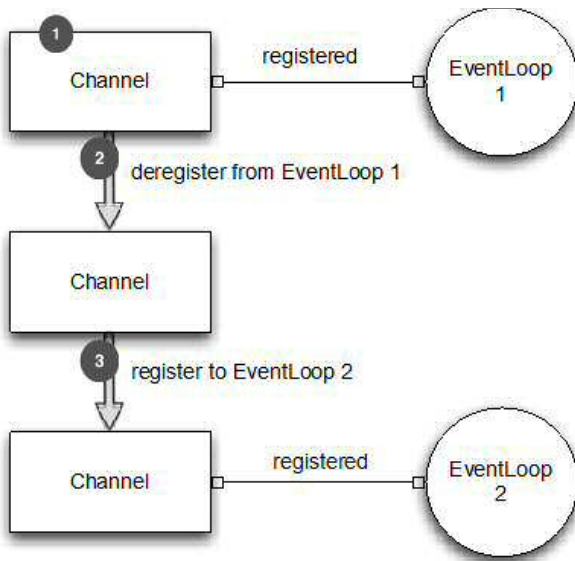 1
Channel
registered
EventLoop
1
2
deregister from EventLoop 1
Channel
3
register to EventLoop 2
Channel
registered
EventLoop
2